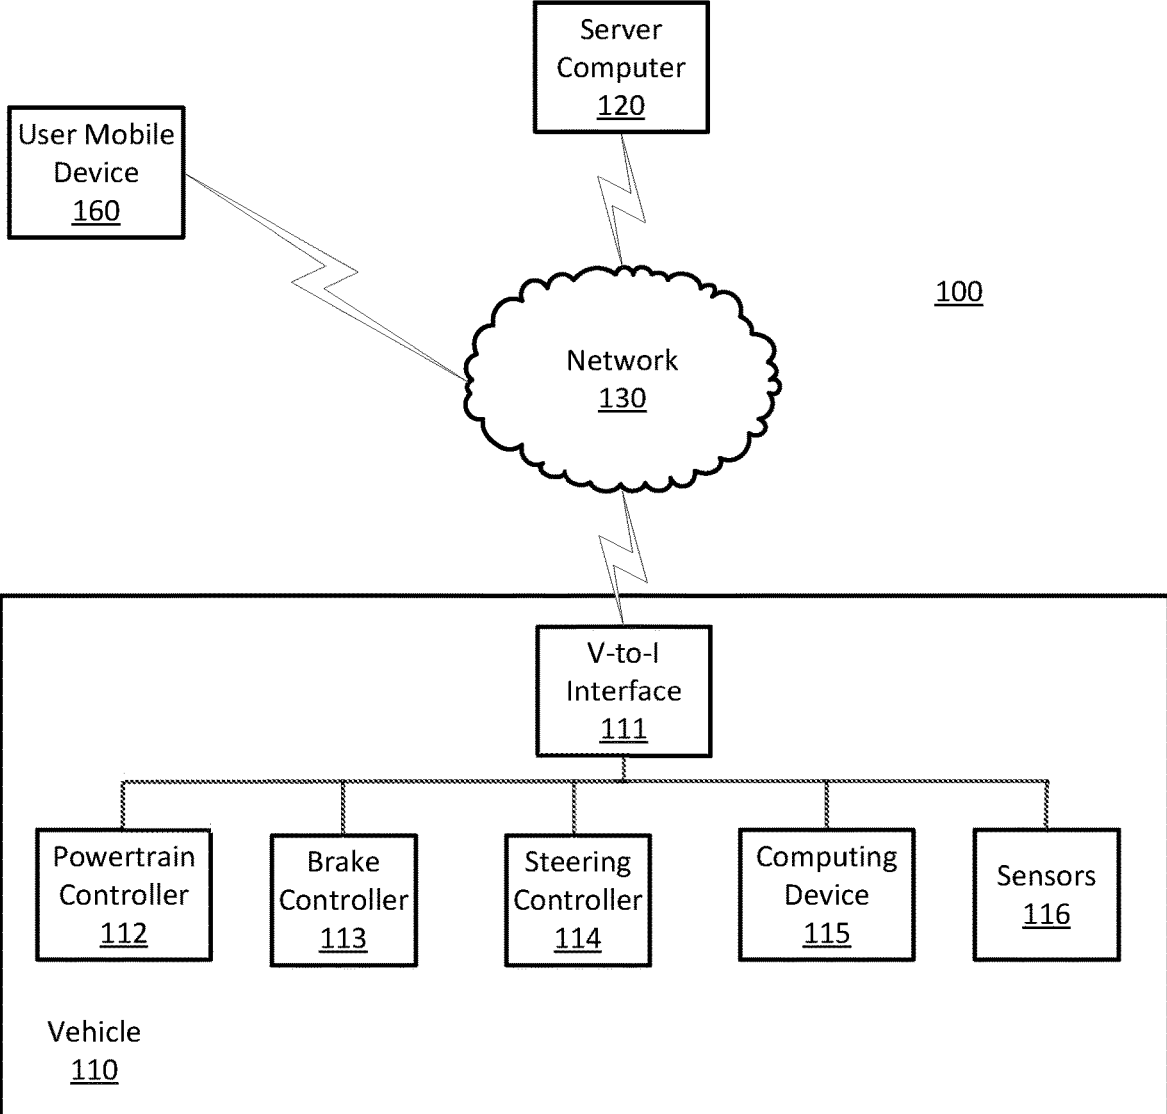 Server
Computer
120
User Mobile
Device
160
100
Network
130
V-to-I
Interface
111
Powertrain
Controller
112
Brake
Controller
113
Steering
Controller
114
Computing
Device
115
Sensors
116
Vehicle
110